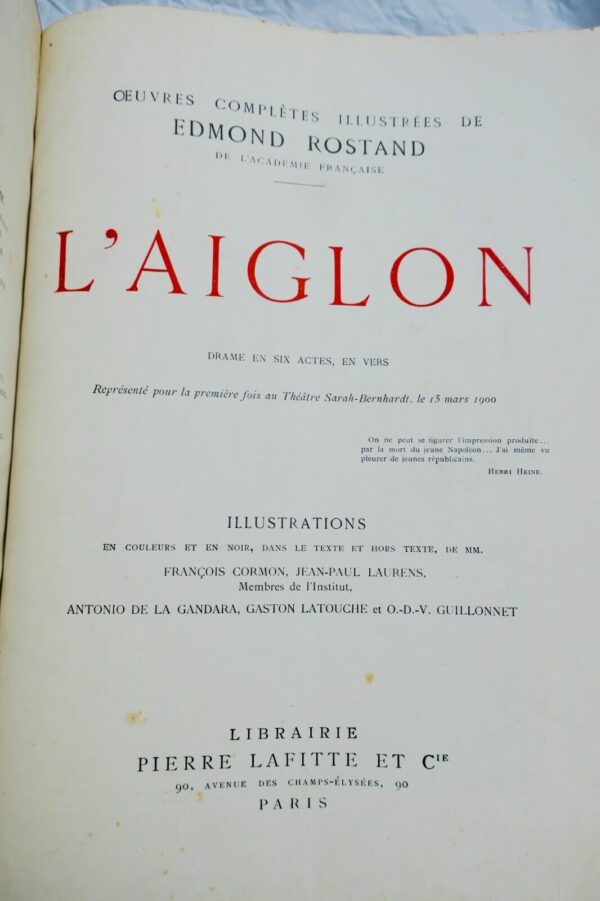 ŒUVRES COMPLÈTES ILLUSTRÉES DE
EDMOND ROSTAND
DE L'ACADÉMIE FRANÇAISE
L'AIGLON
DRAME EN SIX ACTES, EN VERS
Représenté pour la première fois au Théâtre Sarah-Bernhardt, le 15 mars 1900
On ne peut se figurer l'impression produite...
par la mort du jeune Napoléon... J'ai même vu
pleurer de jeunes républicains.
HENRI HEINE.
ILLUSTRATIONS
EN COULEURS ET EN NOIR, DANS LE TEXTE ET HORS TEXTE, DE MM.
FRANÇOIS CORMON, JEAN-PAUL LAURENS,
Membres de l'Institut,
ANTONIO DE LA GANDARA, GASTON LATOUCHE et O.-D.-V. GUILLONNET
LIBRAIRIE
PIERRE LAFITTE ET CIE
90, AVENUE DES CHAMPS-ÉLYSÉES, 90
PARIS